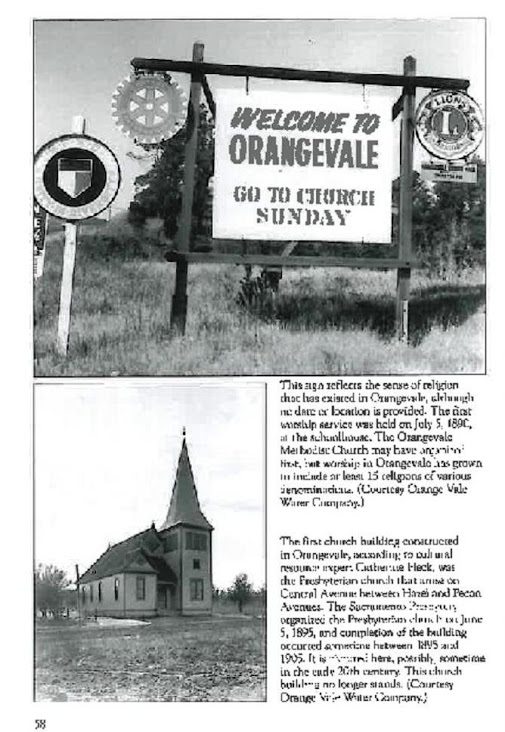 LIONS
L
WELCOME TO
ORANGEVALE
GO TO CHURCH
SUNDAY
This sign reflects the sense of religion
that has existed in Orangevale, although
no date or location is provided. The first
worship service was held on July 5, 1890,
at the schoolhouse. The Orangevale
Methodist Church may have organized
first, but worship in Orangevale has grown
to include at least 15 religions of various
denominations. (Courtesy Orange Vale
Water Company.)
The first church building constructed
in Orangevale, according to cultural
resource expert Catherine Heck, was
the Presbyterian church that arose on
Central Avenue between Hazel and Pecan
Avenues. The Sacramento Presbytery
organized the Presbyterian church on June
5, 1895, and completion of the building
occurred sometime between 1895 and
1905. It is pictured here, possibly sometime
in the early 20th century. This church
building no longer stands. (Courtesy
Orange Vale Water Company.)
58